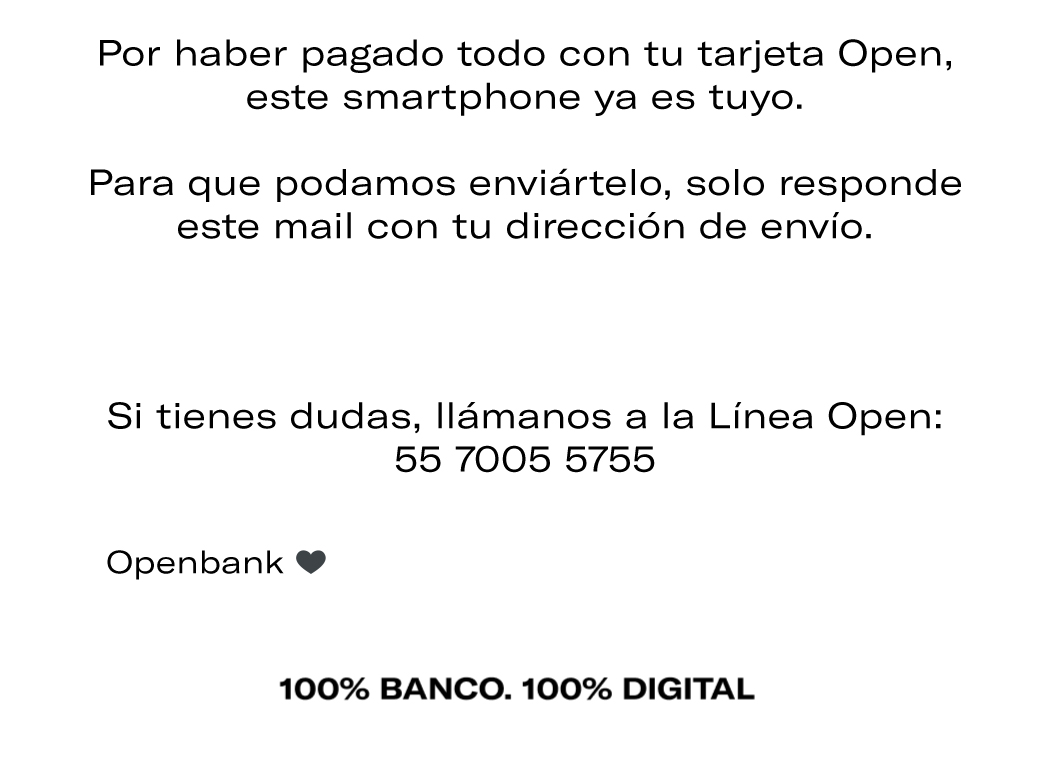 Por haber pagado todo con tu tarjeta Open,
este smartphone ya es tuyo.
Para que podamos enviártelo, solo responde
este mail con tu dirección de envío.
Si tienes dudas, llámanos a la Línea Open:
55 7005 5755
Openbank 🖤
100% BANCO. 100% DIGITAL